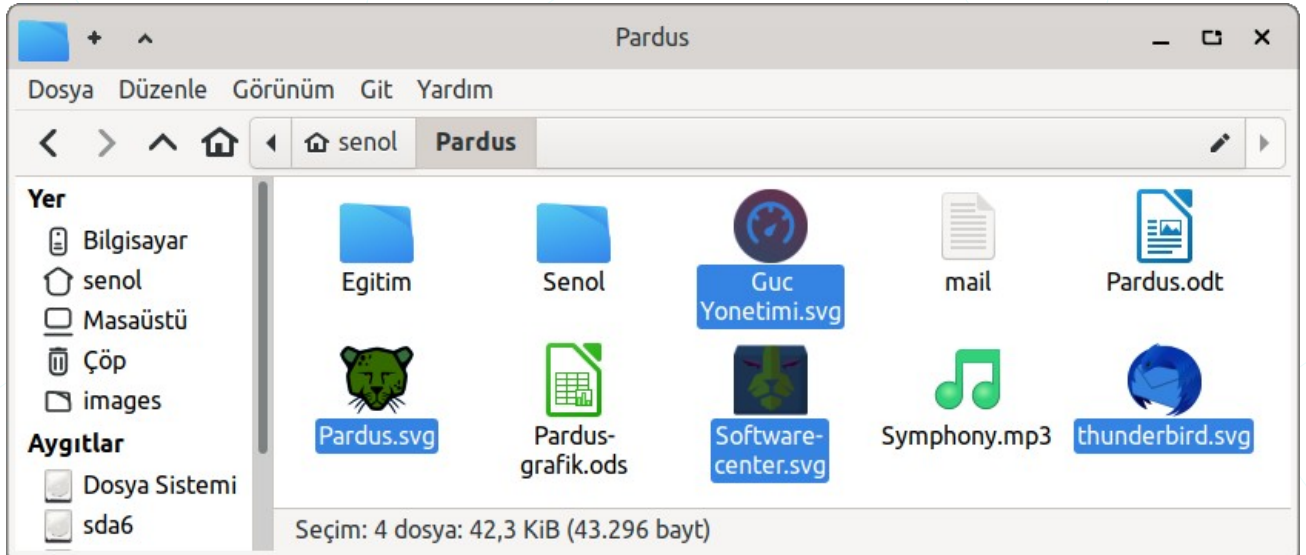 Pardus
Dosya Düzenle Görünüm Git Yardım
senol Pardus
Yer
Bilgisayar
senol
Masaüstü
Çöp
images
Aygıtlar
Dosya Sistemi
sda6
Egitim
Senol
Guc
Yonetimi.svg
mail
Pardus.odt
Pardus.svg
Pardus-
grafik.ods
Software-
center.svg
Symphony.mp3
thunderbird.svg
Seçim: 4 dosya: 42,3 KiB (43.296 bayt)